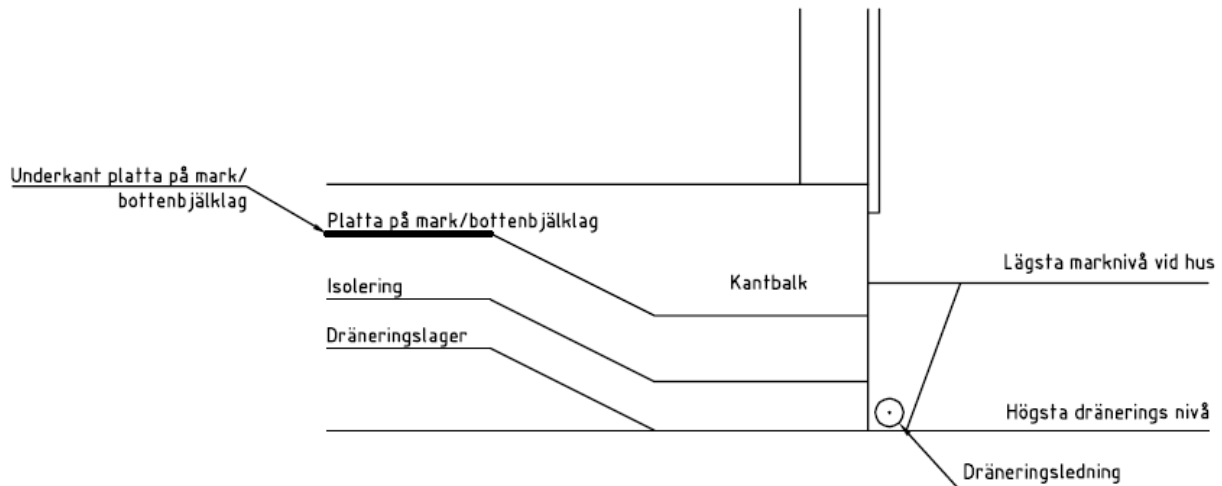 Underkant platta på mark/
bottenbjälklag
Platta på mark/bottenbjälklag
Isolering
Dräneringslager
Kantbalk
Lägsta marknivå vid hus
Högsta dränerings nivå
Dräneringsledning